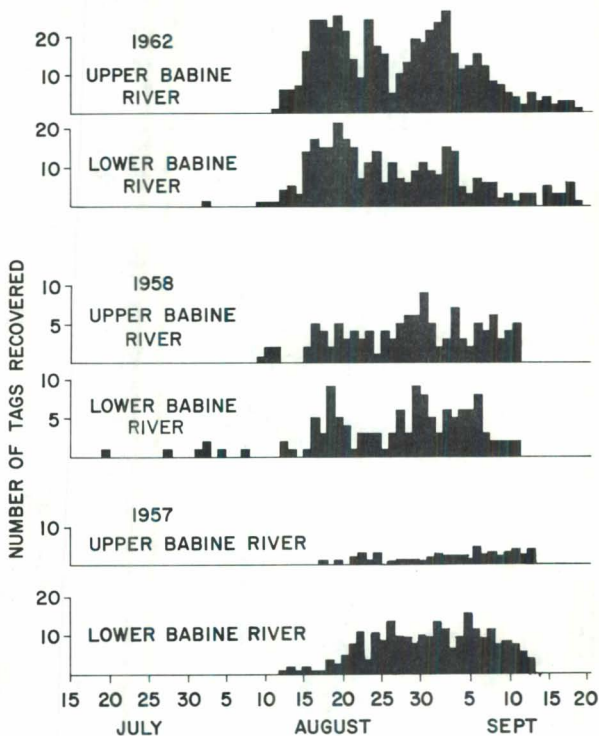 NUMBER OF TAGS RECOVERED
20
10
1962
UPPER BABINE
RIVER
20
10
LOWER BABINE
RIVER
10
5
1958
UPPER BABINE
RIVER
10
5
LOWER BABINE
RIVER
10
1957
UPPER BABINE RIVER
20
10
LOWER BABINE RIVER
15 20 25 30 5 10 15 20 25 30 5 10 15 20
JULY AUGUST SEPT